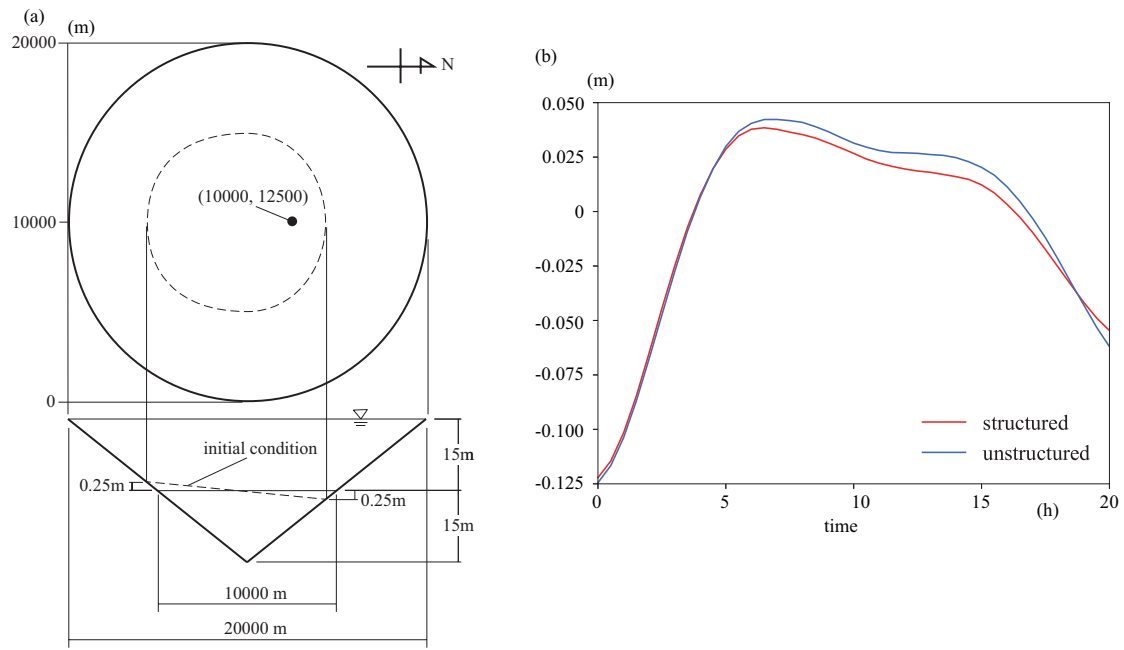 (a)
(m)
20000
N
(10000, 12500)
10000
0
initial condition
0.25m
0.25m
15m
15m
10000 m
20000 m
(b)
(m)
0.050
0.025
0
-0.025
-0.050
-0.075
-0.100
-0.125
structured
unstructured
0
5
10
15
20
(h)
time